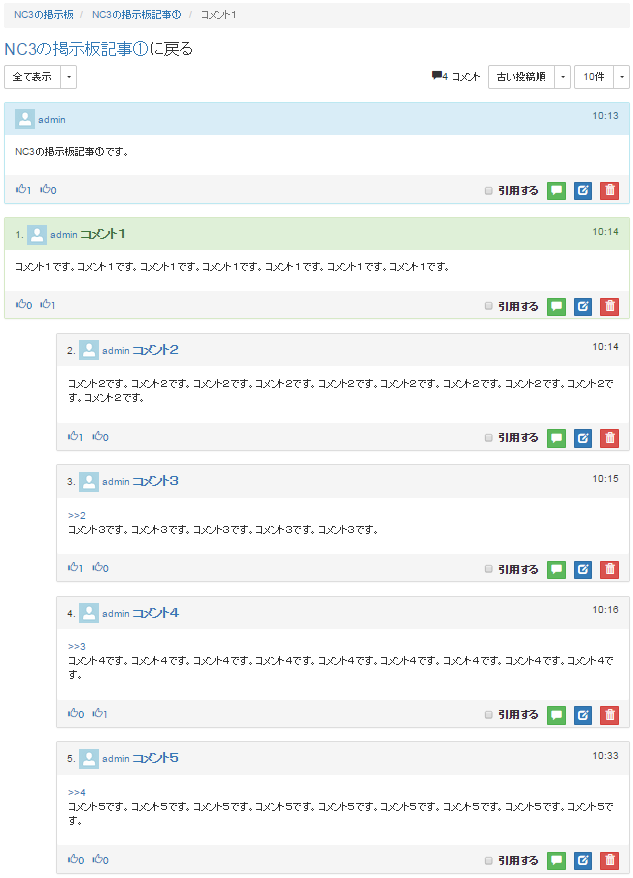 NC3の掲示板 / NC3の掲示板記事① / コメント1
NC3の掲示板記事①に戻る
全て表示 4 コメント 古い投稿順 10件
admin 10:13
NC3の掲示板記事①です。
1 0 引用する
1. admin コメント1 10:14
コメント1です。コメント1です。コメント1です。コメント1です。コメント1です。コメント1です。コメント1です。
0 1 引用する
2. admin コメント2 10:14
コメント2です。コメント2です。コメント2です。コメント2です。コメント2です。コメント2です。コメント2です。コメント2です。コメント2で
す。コメント2です。
1 0 引用する
3. admin コメント3 10:15
>>2
コメント3です。コメント3です。コメント3です。コメント3です。コメント3です。
1 0 引用する
4. admin コメント4 10:16
>>3
コメント4です。コメント4です。コメント4です。コメント4です。コメント4です。コメント4です。コメント4です。コメント4です。コメント4で
す。
0 1 引用する
5. admin コメント5 10:33
>>4
コメント5です。コメント5です。コメント5です。コメント5です。コメント5です。コメント5です。コメント5です。コメント5です。コメント5で
す。
0 0 引用する